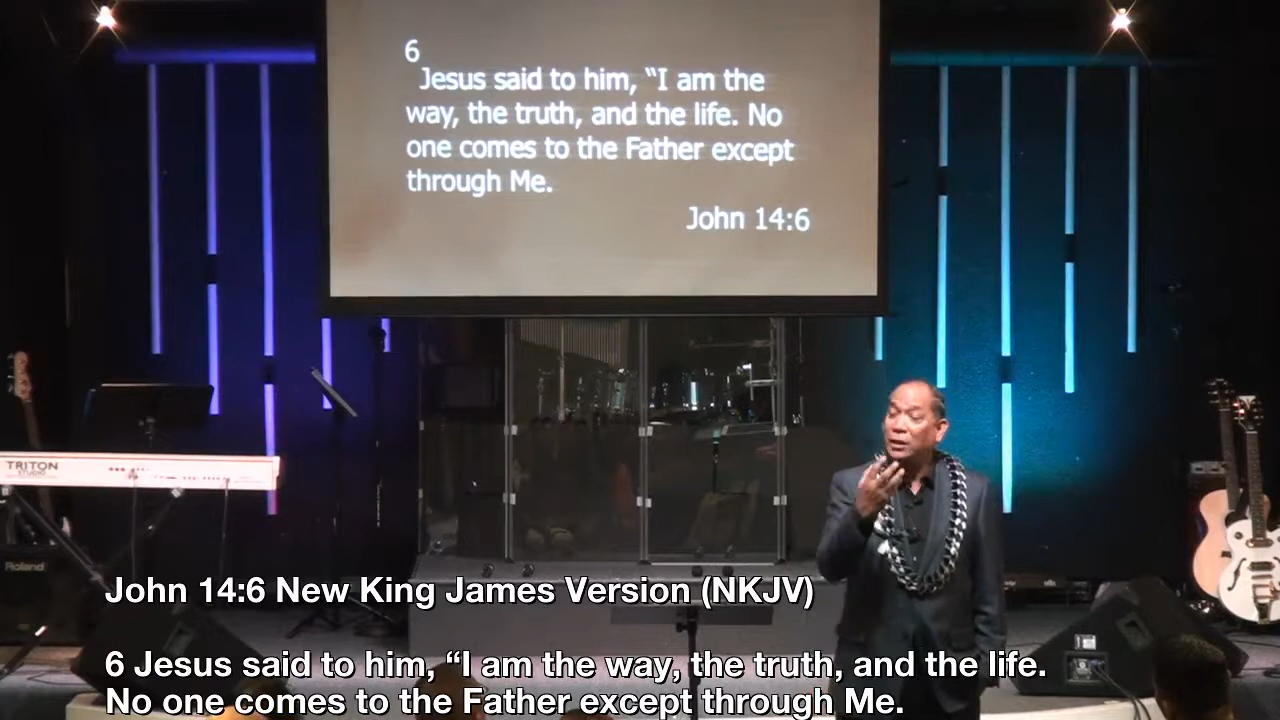 6
Jesus said to him, “I am the
way, the truth, and the life. No
one comes to the Father except
through Me.
John 14:6
TRITON
STUDIO
Roland
John 14:6 New King James Version (NKJV)
6 Jesus said to him, “I am the way, the truth, and the life.
No one comes to the Father except through Me.